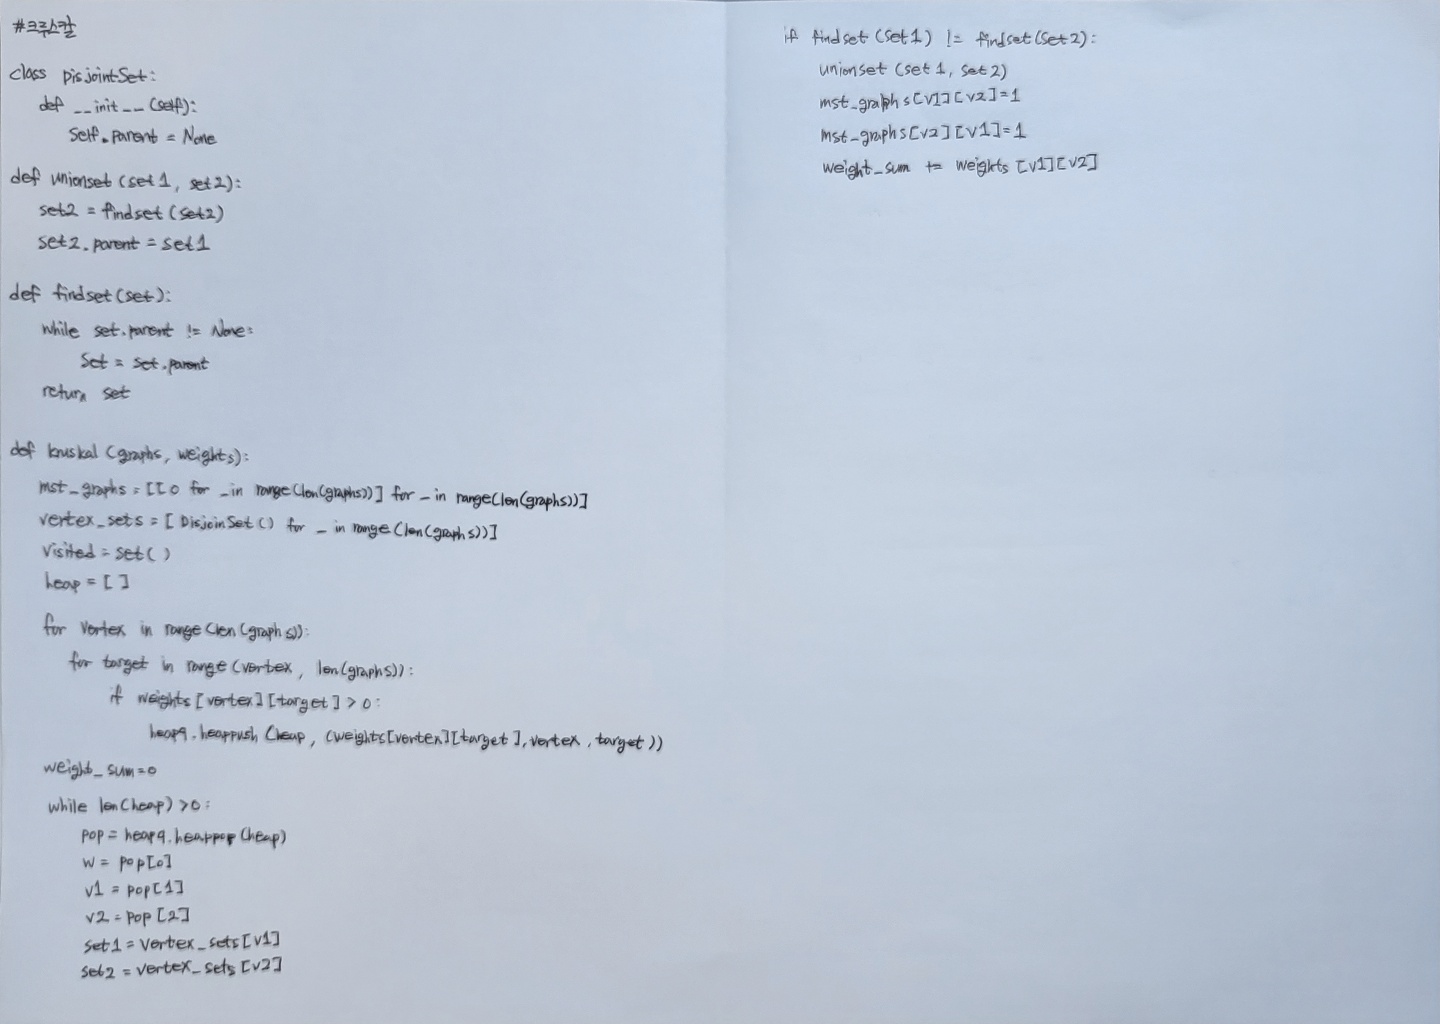 #크루스칼
class DisjointSet:
def __init__(self):
Self.parent = None
def unionset (set1, set2):
set2 = findset (set2)
set2.parent = set1
def findset(set):
while set.parent != None:
Set = set.parent
return set
def kruskal (graphs, weights):
mst_graphs = [[0 for _ in range(len(graphs))] for _ in range(len(graphs))]
vertex_sets = [DisjoinSet() for _ in range(len(graphs))]
visited = set()
heap = []
for vertex in range(len(graphs)):
for target in range(vertex, len(graphs)):
if weights[vertex][target] > 0:
heapq.heappush(heap, (weights[vertex][target], vertex, target))
weight_sum=0
while len(heap) > 0:
pop = heapq.heappop(heap)
w = pop[0]
v1 = pop[1]
v2 = pop[2]
set1 = vertex_sets[v1]
set2 = vertex_sets[v2]
if findset(set1) != findset(set2):
unionset (set1, set2)
mst_graphs[v1][v2]=1
mst_graphs[v2][v1]=1
weight_sum += weights[v1][v2]